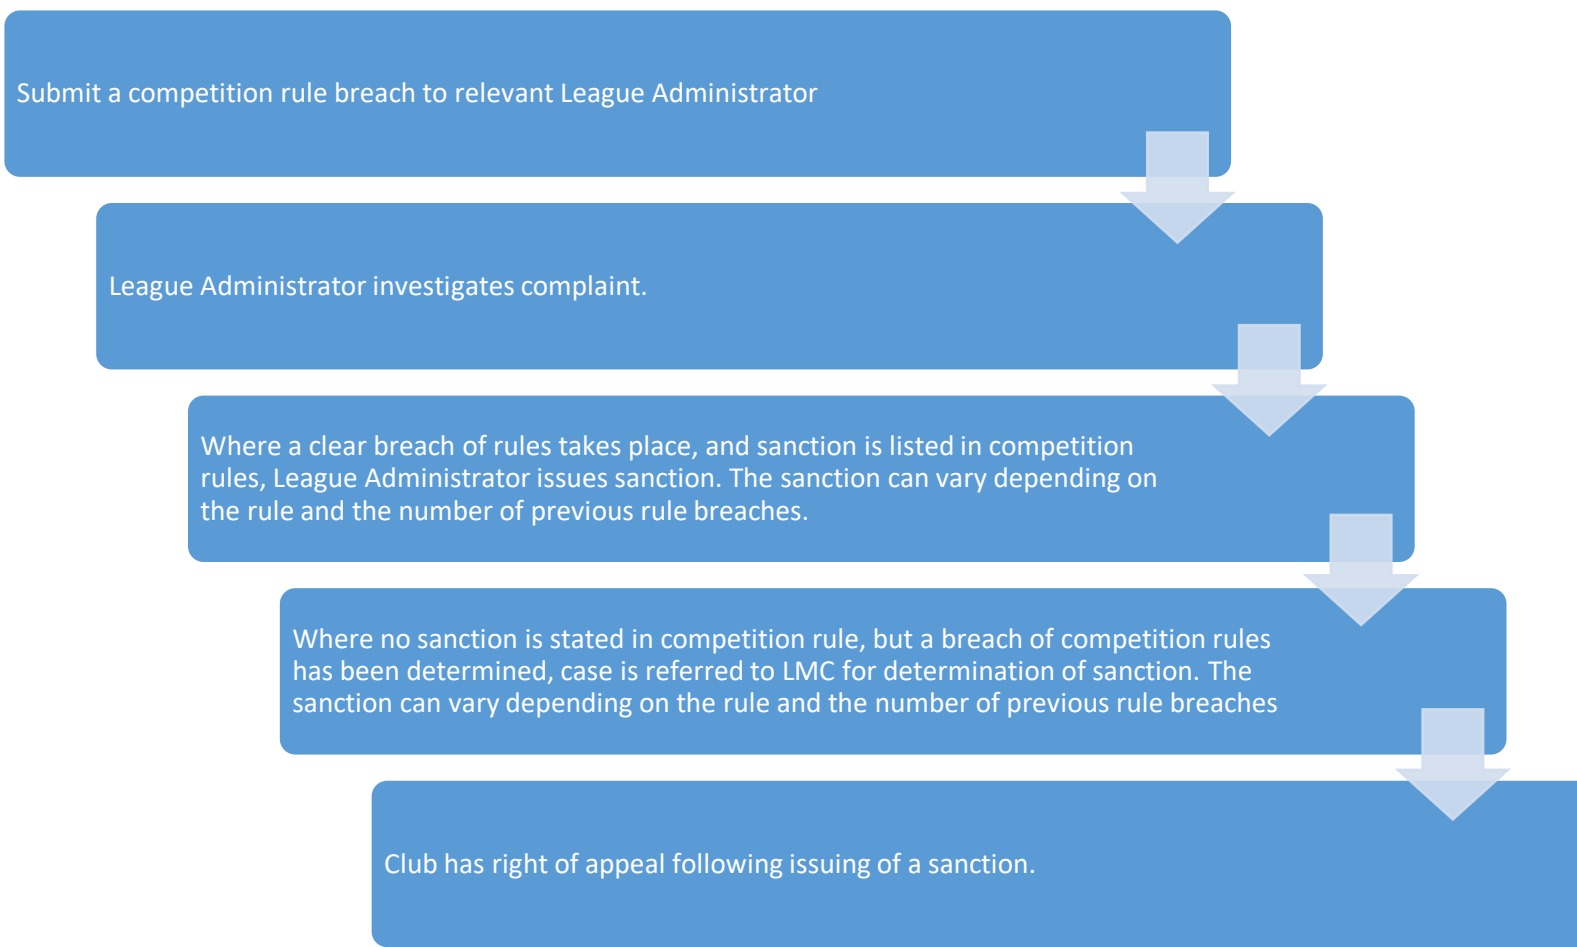 Submit a competition rule breach to relevant League Administrator
League Administrator investigates complaint.
Where a clear breach of rules takes place, and sanction is listed in competition
rules, League Administrator issues sanction. The sanction can vary depending on
the rule and the number of previous rule breaches.
Where no sanction is stated in competition rule, but a breach of competition rules
has been determined, case is referred to LMC for determination of sanction. The
sanction can vary depending on the rule and the number of previous rule breaches
Club has right of appeal following issuing of a sanction.